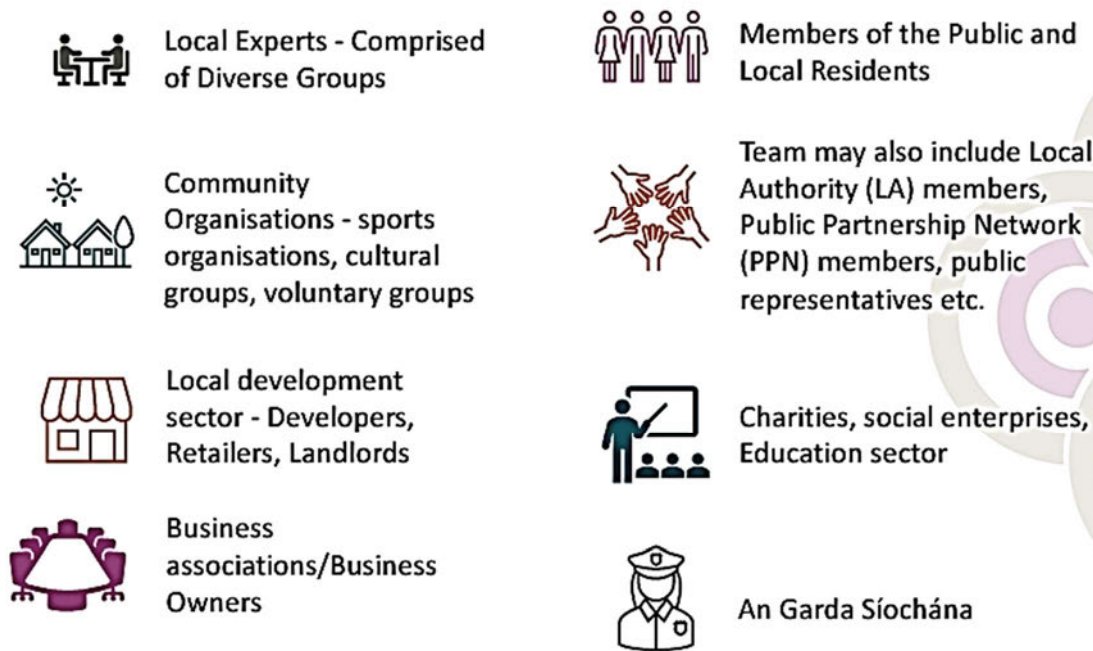 Local Experts - Comprised
of Diverse Groups
Community
Organisations - sports
organisations, cultural
groups, voluntary groups
Local development
sector - Developers,
Retailers, Landlords
Business
associations/Business
Owners
Members of the Public and
Local Residents
Team may also include Local
Authority (LA) members,
Public Partnership Network
(PPN) members, public
representatives etc.
Charities, social enterprises,
Education sector
An Garda Síochána